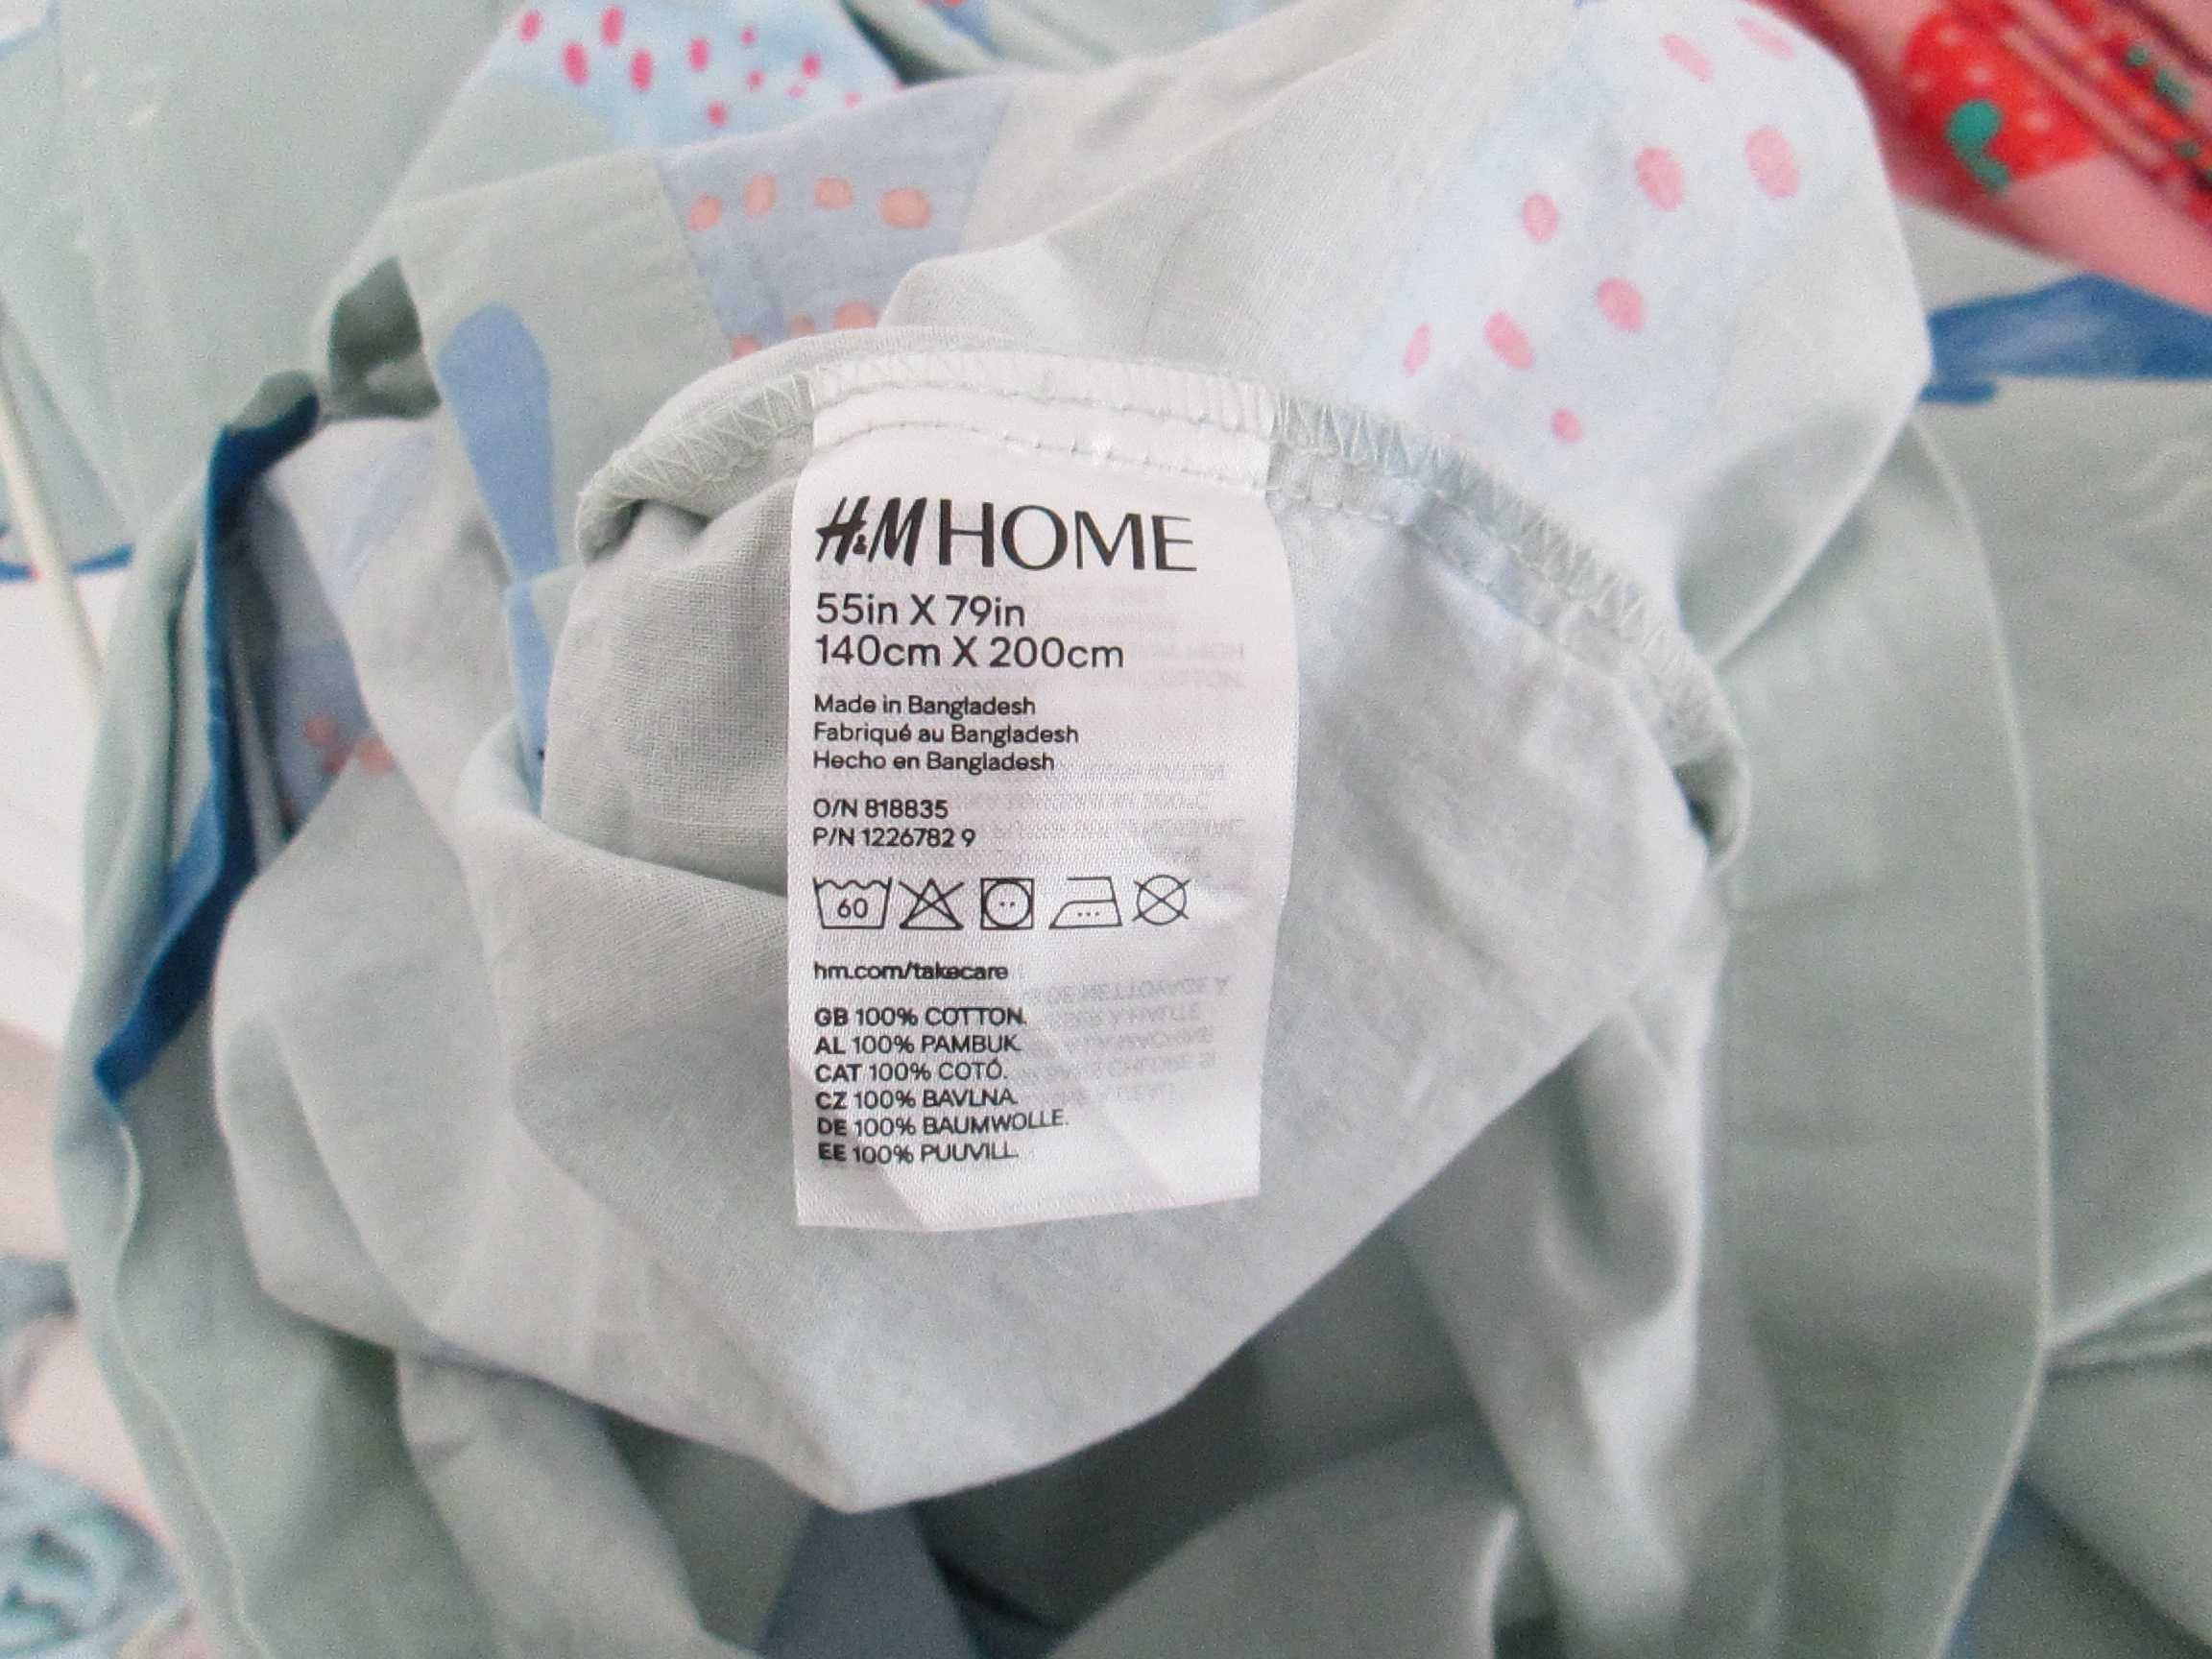 H&M HOME
55in X 79in
140cm X 200cm
Made in Bangladesh
Fabriqué au Bangladesh
Hecho en Bangladesh
O/N 818835
P/N 1226782 9
60
hm.com/takecare
GB 100% COTTON.
AL 100% PAMBUK.
CAT 100% COTÓ.
CZ 100% BAVLNA.
DE 100% BAUMWOLLE.
EE 100% PUUVILL.